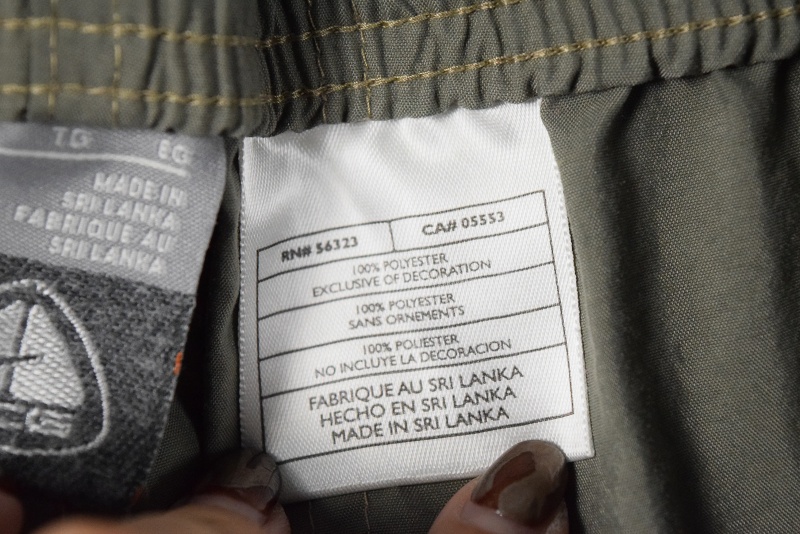 TG EG
MADE IN
SRI LANKA
FABRIQUE AU
SRI LANKA
RN# 56323 CA# 05553
100% POLYESTER
EXCLUSIVE OF DECORATION
100% POLYESTER
SANS ORNEMENTS
100% POLIESTER
NO INCLUYE LA DECORACION
FABRIQUE AU SRI LANKA
HECHO EN SRI LANKA
MADE IN SRI LANKA